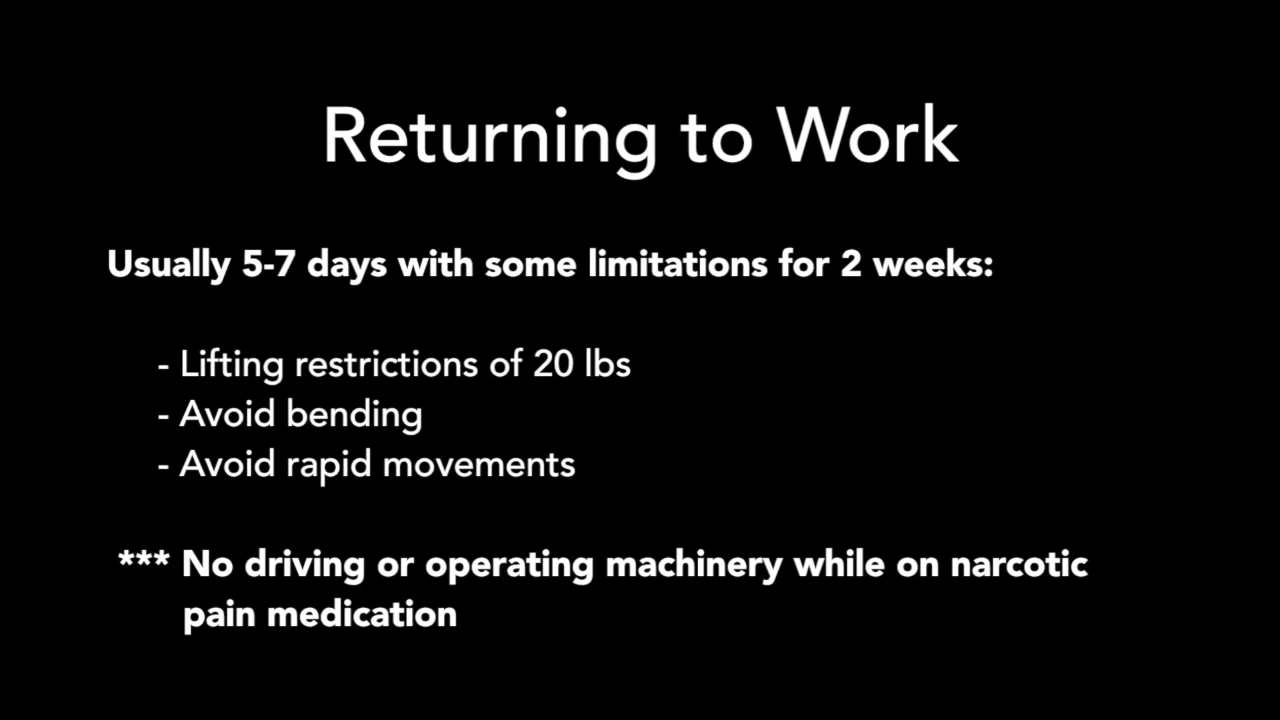 Returning to Work
Usually 5-7 days with some limitations for 2 weeks:
- Lifting restrictions of 20 lbs
- Avoid bending
- Avoid rapid movements
*** No driving or operating machinery while on narcotic
pain medication